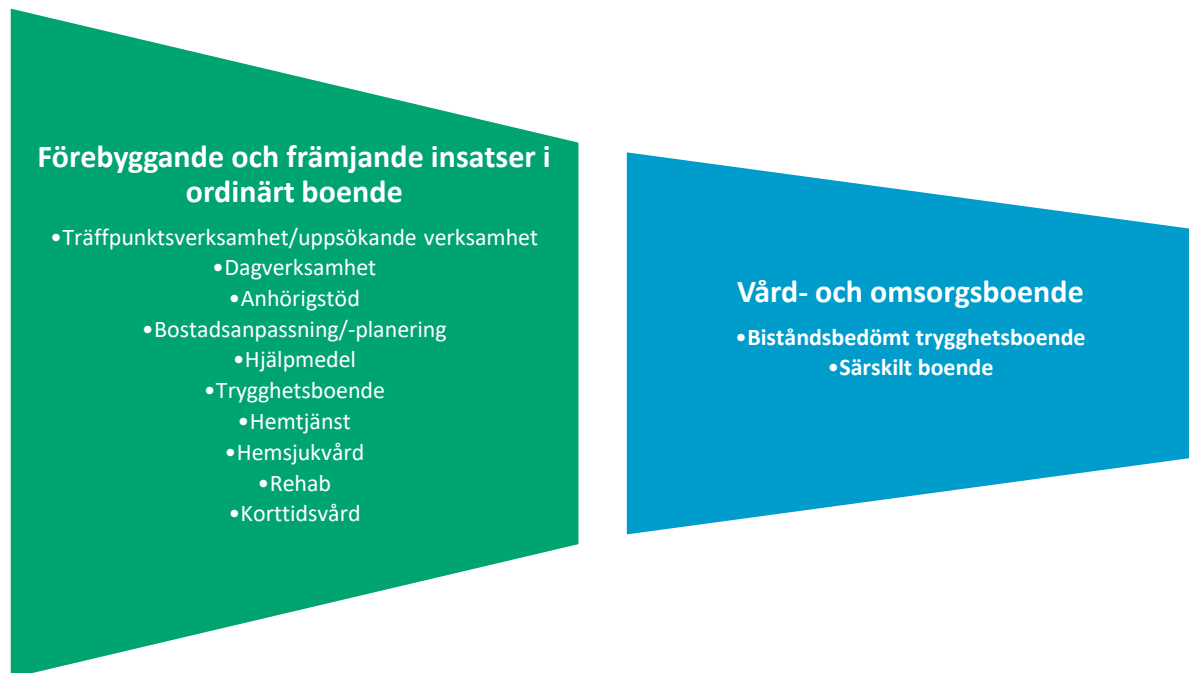 Förebyggande och främjande insatser i
ordinärt boende
•Träffpunktsverksamhet/uppsökande verksamhet
•Dagverksamhet
•Anhörigstöd
•Bostadsanpassning/-planering
•Hjälpmedel
•Trygghetsboende
•Hemtjänst
•Hemsjukvård
•Rehab
•Korttidsvård
Vård- och omsorgsboende
•Biståndsbedömt trygghetsboende
•Särskilt boende